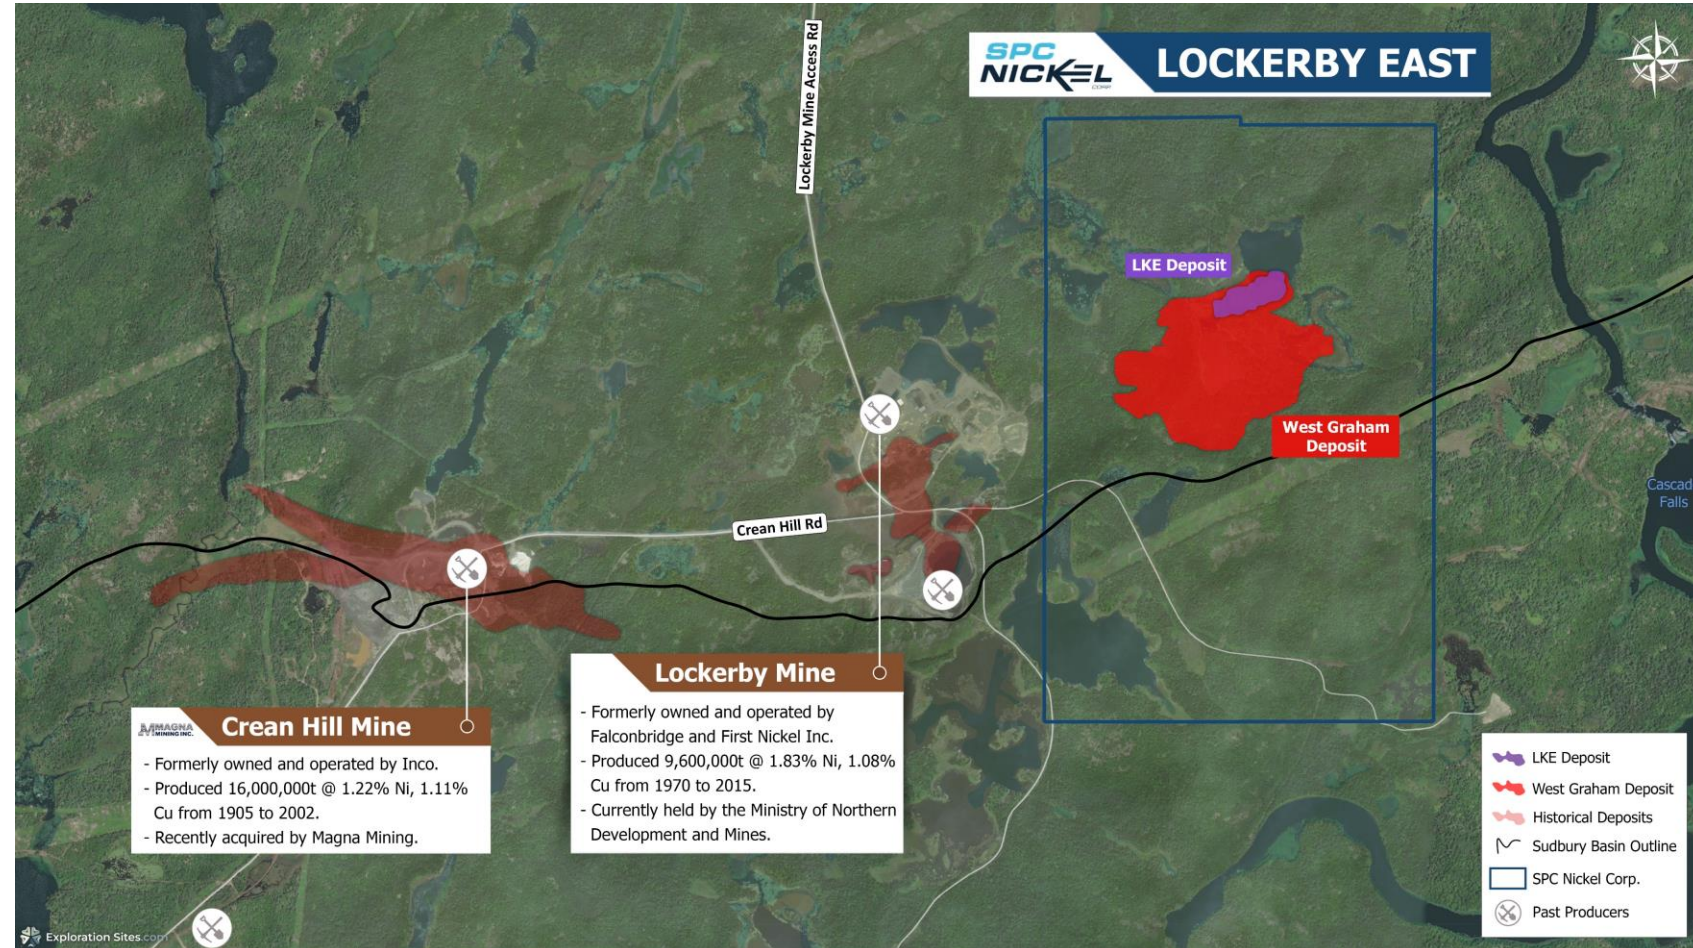 Lockerby Mine Access Rd
SPC
NICKEL
CORP
LOCKERBY EAST
LKE Deposit
West Graham
Deposit
Cascad
Falls
Crean Hill Rd
MAGNA
MINING INC.
Crean Hill Mine
- Formerly owned and operated by Inco.
- Produced 16,000,000t @ 1.22% Ni, 1.11%
Cu from 1905 to 2002.
- Recently acquired by Magna Mining.
Lockerby Mine
- Formerly owned and operated by
Falconbridge and First Nickel Inc.
- Produced 9,600,000t @ 1.83% Ni, 1.08%
Cu from 1970 to 2015.
- Currently held by the Ministry of Northern
Development and Mines.
LKE Deposit
West Graham Deposit
Historical Deposits
Sudbury Basin Outline
SPC Nickel Corp.
Past Producers
Exploration Sites.com